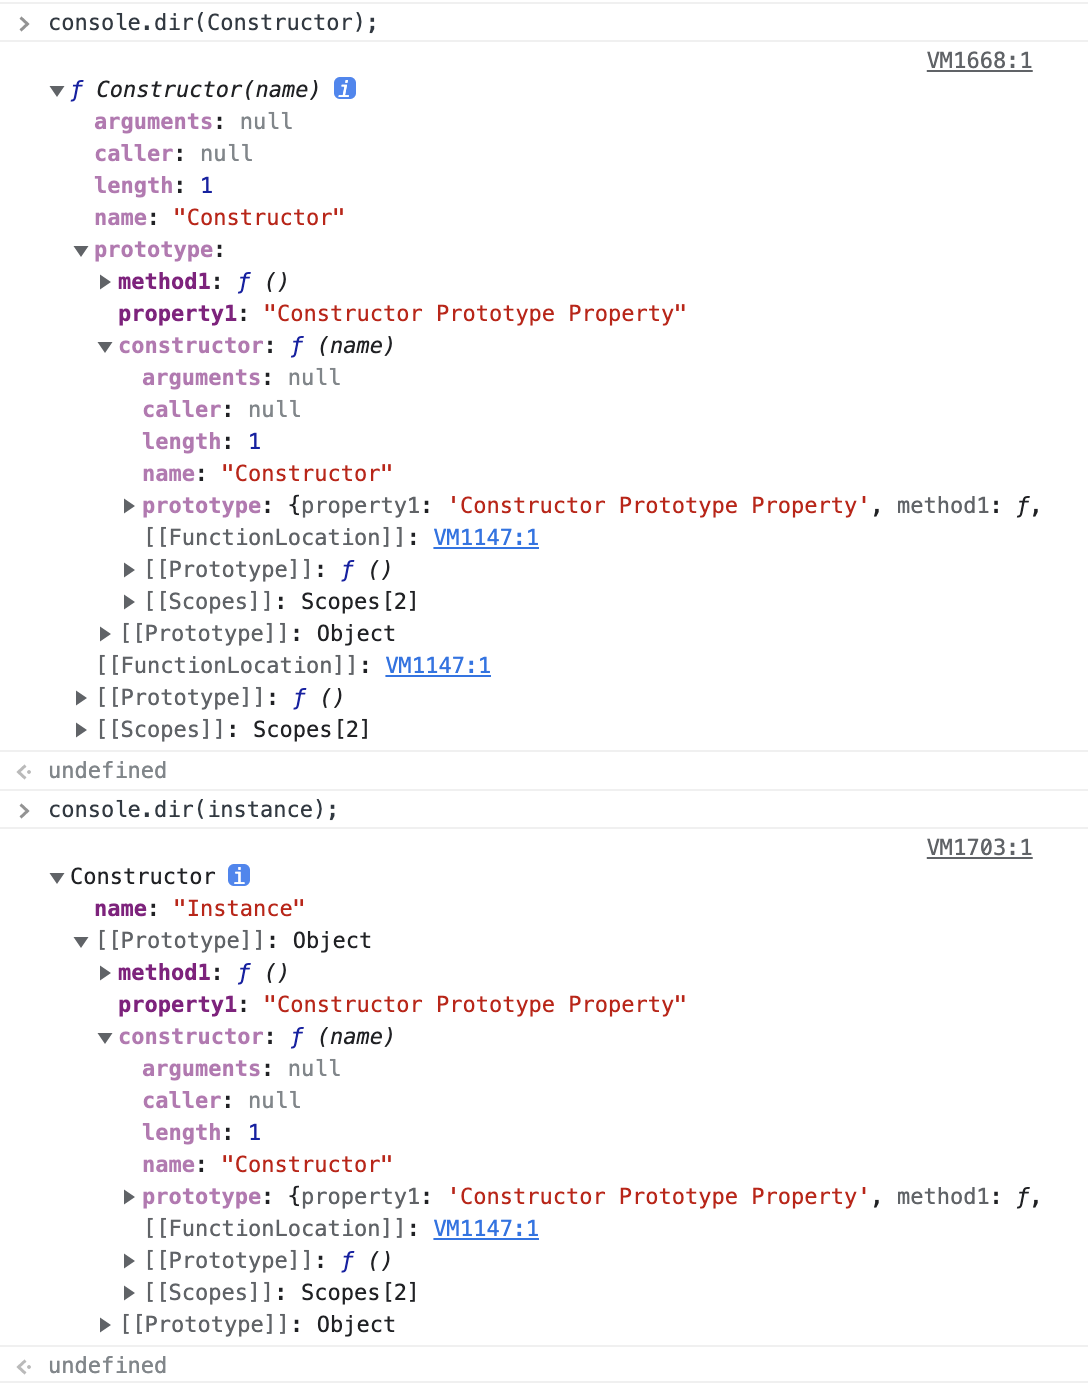 > console.dir(Constructor);
VM1668:1
▼ƒ Constructor(name) i
arguments: null
caller: null
length: 1
name: "Constructor"
▼prototype:
▶method1: ƒ ()
property1: "Constructor Prototype Property"
▼constructor: ƒ (name)
arguments: null
caller: null
length: 1
name: "Constructor"
▶prototype: {property1: 'Constructor Prototype Property', method1: ƒ,
[[FunctionLocation]]: VM1147:1
▶[[Prototype]]: ƒ ()
▶[[Scopes]]: Scopes[2]
▶[[Prototype]]: Object
[[FunctionLocation]]: VM1147:1
▶[[Prototype]]: ƒ ()
▶[[Scopes]]: Scopes[2]
undefined
> console.dir(instance);
VM1703:1
▼Constructor i
name: "Instance"
▼[[Prototype]]: Object
▶method1: ƒ ()
property1: "Constructor Prototype Property"
▼constructor: ƒ (name)
arguments: null
caller: null
length: 1
name: "Constructor"
▶prototype: {property1: 'Constructor Prototype Property', method1: ƒ,
[[FunctionLocation]]: VM1147:1
▶[[Prototype]]: ƒ ()
▶[[Scopes]]: Scopes[2]
▶[[Prototype]]: Object
undefined